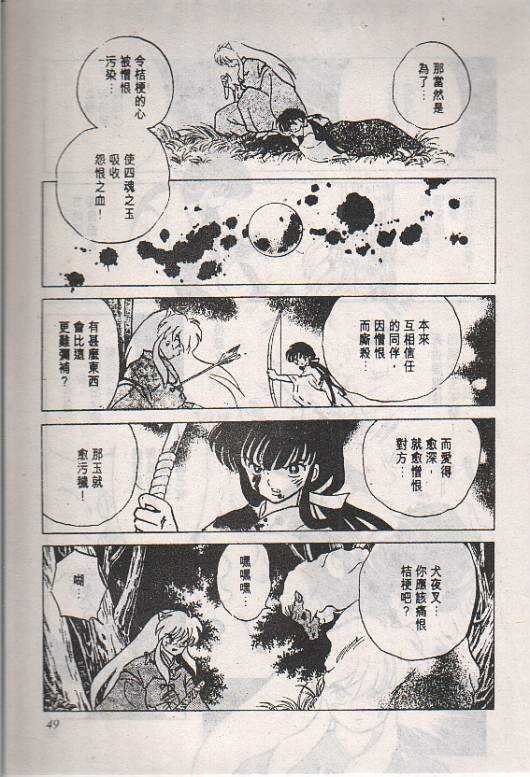 那當然是
為了⋯
令桔梗的心
被憎恨
污染⋯
使四魂之玉
吸收
怨恨之血！
本來
互相信任
的同伴，
因憎恨
而廝殺⋯
有甚麼東西
會比這
更難彌補？
而愛得
愈深，
就愈憎恨
對方⋯
那玉就
愈污穢！
犬夜叉⋯
你應該痛恨
桔梗吧？
嘿
嘿嘿⋯
49